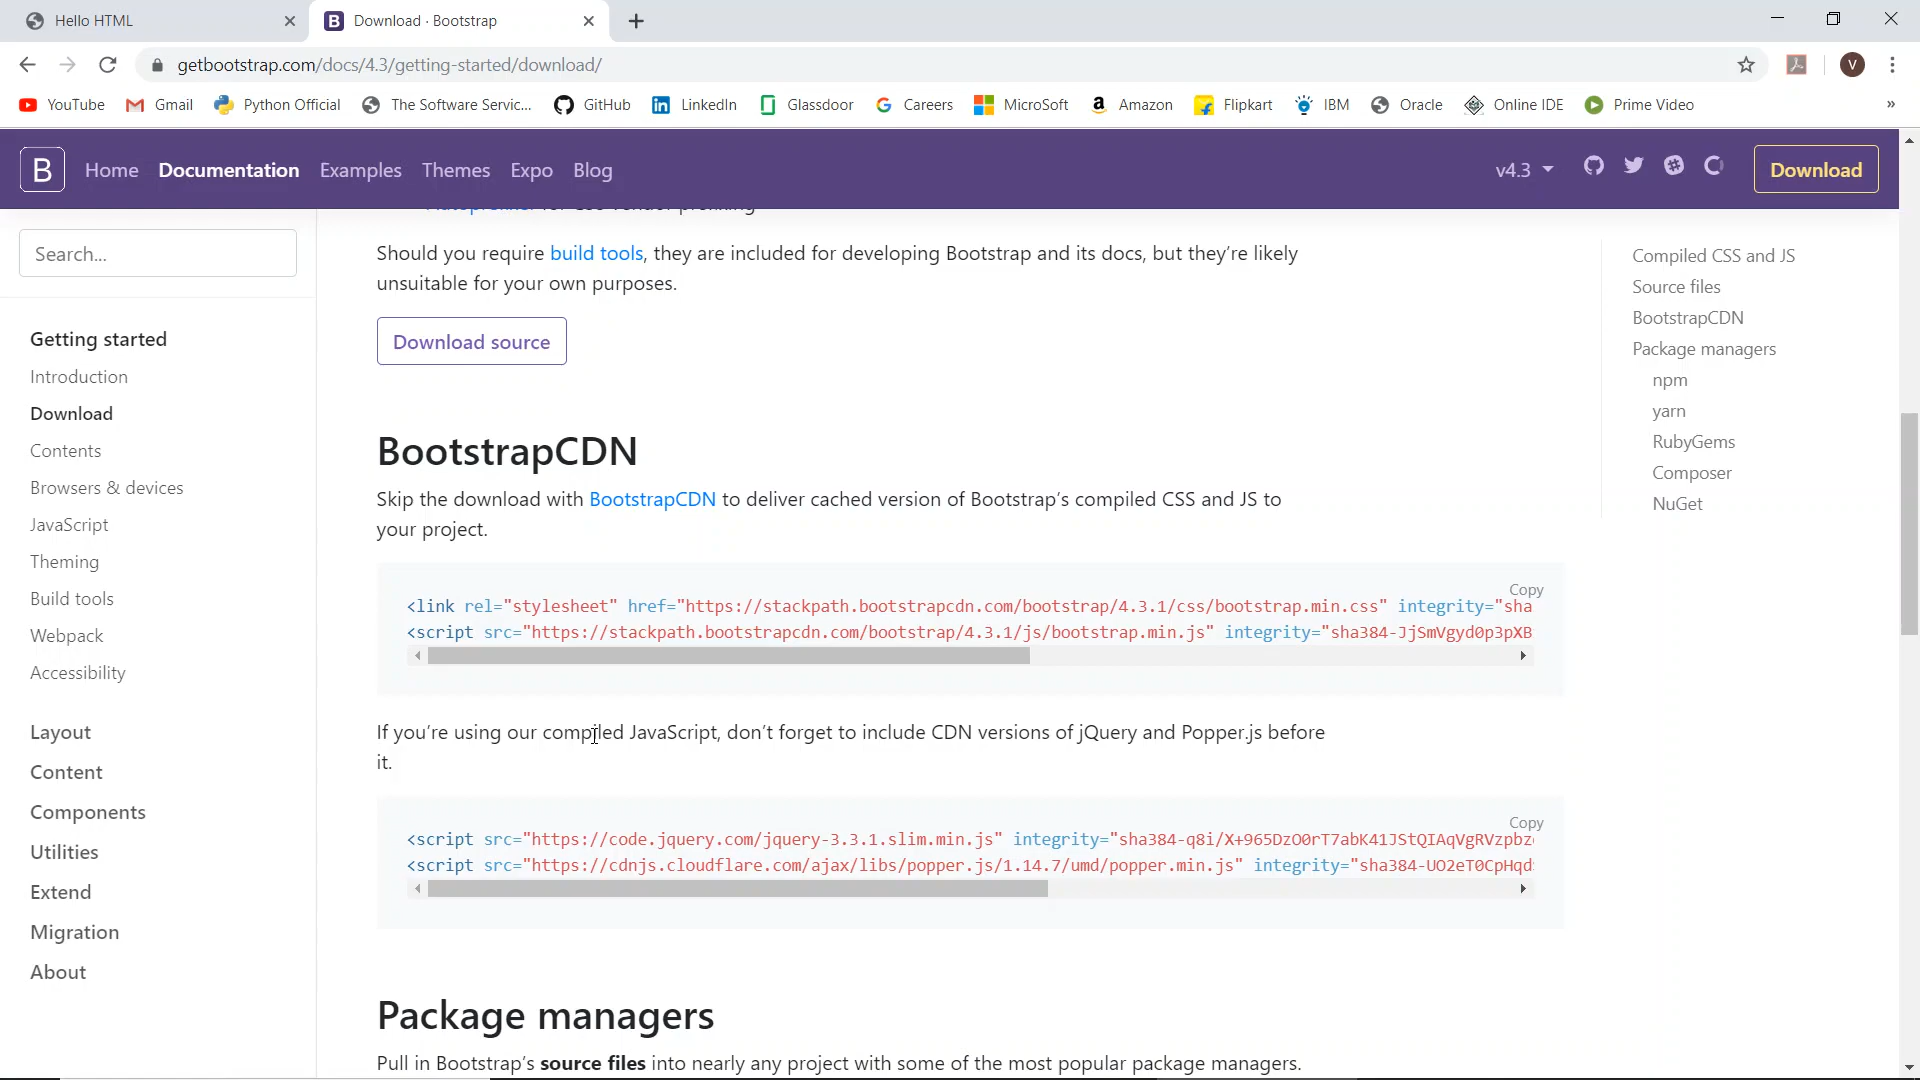 Hello HTML
Download · Bootstrap
getbootstrap.com/docs/4.3/getting-started/download/
V
YouTube Gmail Python Official The Software Servic... GitHub LinkedIn Glassdoor Careers MicroSoft Amazon Flipkart IBM Oracle Online IDE Prime Video »
B Home Documentation Examples Themes Expo Blog v4.3 Download
Search...
Getting started
Introduction
Download
Contents
Browsers & devices
JavaScript
Theming
Build tools
Webpack
Accessibility
Layout
Content
Components
Utilities
Extend
Migration
About
Autoprefixer for CSS vendor prefixing
Should you require build tools, they are included for developing Bootstrap and its docs, but they’re likely
unsuitable for your own purposes.
Download source
BootstrapCDN
Skip the download with BootstrapCDN to deliver cached version of Bootstrap’s compiled CSS and JS to
your project.
Copy
<link rel="stylesheet" href="https://stackpath.bootstrapcdn.com/bootstrap/4.3.1/css/bootstrap.min.css" integrity="sha
<script src="https://stackpath.bootstrapcdn.com/bootstrap/4.3.1/js/bootstrap.min.js" integrity="sha384-JjSmVgyd0p3pXB
If you’re using our compiled JavaScript, don’t forget to include CDN versions of jQuery and Popper.js before
it.
Copy
<script src="https://code.jquery.com/jquery-3.3.1.slim.min.js" integrity="sha384-q8i/X+965DzO0rT7abK41JStQIAqVgRVzpbz
<script src="https://cdnjs.cloudflare.com/ajax/libs/popper.js/1.14.7/umd/popper.min.js" integrity="sha384-UO2eT0CpHqd
Package managers
Pull in Bootstrap’s source files into nearly any project with some of the most popular package managers.
Compiled CSS and JS
Source files
BootstrapCDN
Package managers
npm
yarn
RubyGems
Composer
NuGet